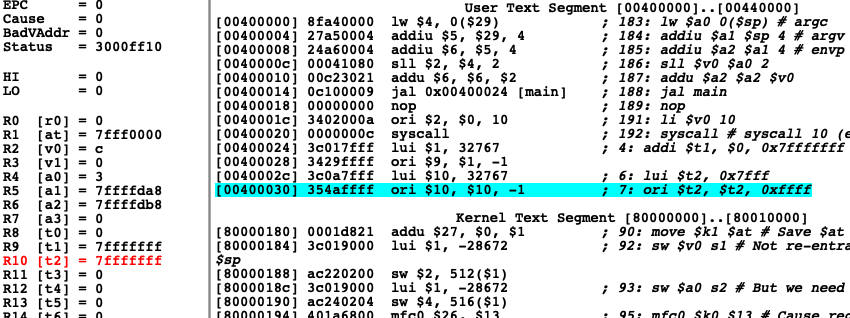 EPC = 0
Cause = 0
BadVAddr = 0
Status = 3000ff10
HI = 0
LO = 0
R0 [r0] = 0
R1 [at] = 7fff0000
R2 [v0] = c
R3 [v1] = 0
R4 [a0] = 3
R5 [a1] = 7ffffda8
R6 [a2] = 7ffffdb8
R7 [a3] = 0
R8 [t0] = 0
R9 [t1] = 7fffffff
R10 [t2] = 7fffffff
R11 [t3] = 0
R12 [t4] = 0
R13 [t5] = 0
R14 [t6] = 0
User Text Segment [00400000]..[00440000]
[00400000] 8fa40000 lw $4, 0($29) ; 183: lw $a0 0($sp) # argc
[00400004] 27a50004 addiu $5, $29, 4 ; 184: addiu $a1 $sp 4 # argv
[00400008] 24a60004 addiu $6, $5, 4 ; 185: addiu $a2 $a1 4 # envp
[0040000c] 00041080 sll $2, $4, 2 ; 186: sll $v0 $a0 2
[00400010] 00c23021 addu $6, $6, $2 ; 187: addu $a2 $a2 $v0
[00400014] 0c100009 jal 0x00400024 [main] ; 188: jal main
[00400018] 00000000 nop ; 189: nop
[0040001c] 3402000a ori $2, $0, 10 ; 191: li $v0 10
[00400020] 0000000c syscall ; 192: syscall # syscall 10 (e
[00400024] 3c017fff lui $1, 32767 ; 4: addi $t1, $0, 0x7fffffff
[00400028] 3429ffff ori $9, $1, -1
[0040002c] 3c0a7fff lui $10, 32767 ; 6: lui $t2, 0x7fff
[00400030] 354affff ori $10, $10, -1 ; 7: ori $t2, $t2, 0xffff
Kernel Text Segment [80000000]..[80010000]
[80000180] 0001d821 addu $27, $0, $1 ; 90: move $k1 $at # Save $at
[80000184] 3c019000 lui $1, -28672 ; 92: sw $v0 s1 # Not re-entra
$sp
[80000188] ac220200 sw $2, 512($1)
[8000018c] 3c019000 lui $1, -28672 ; 93: sw $a0 s2 # But we need
[80000190] ac240204 sw $4, 516($1)
[80000194] 401a6800 mfc0 $26, $13 ; 95: mfc0 $k0 $13 # Cause reg